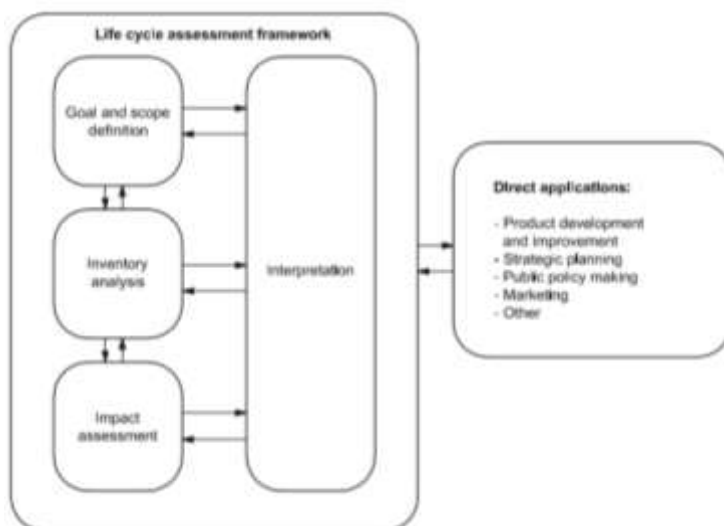 Life cycle assessment framework
Goal and scope
definition
Inventory
analysis
Impact
assessment
Interpretation
Direct applications:
- Product development
and improvement
- Strategic planning
- Public policy making
- Marketing
- Other